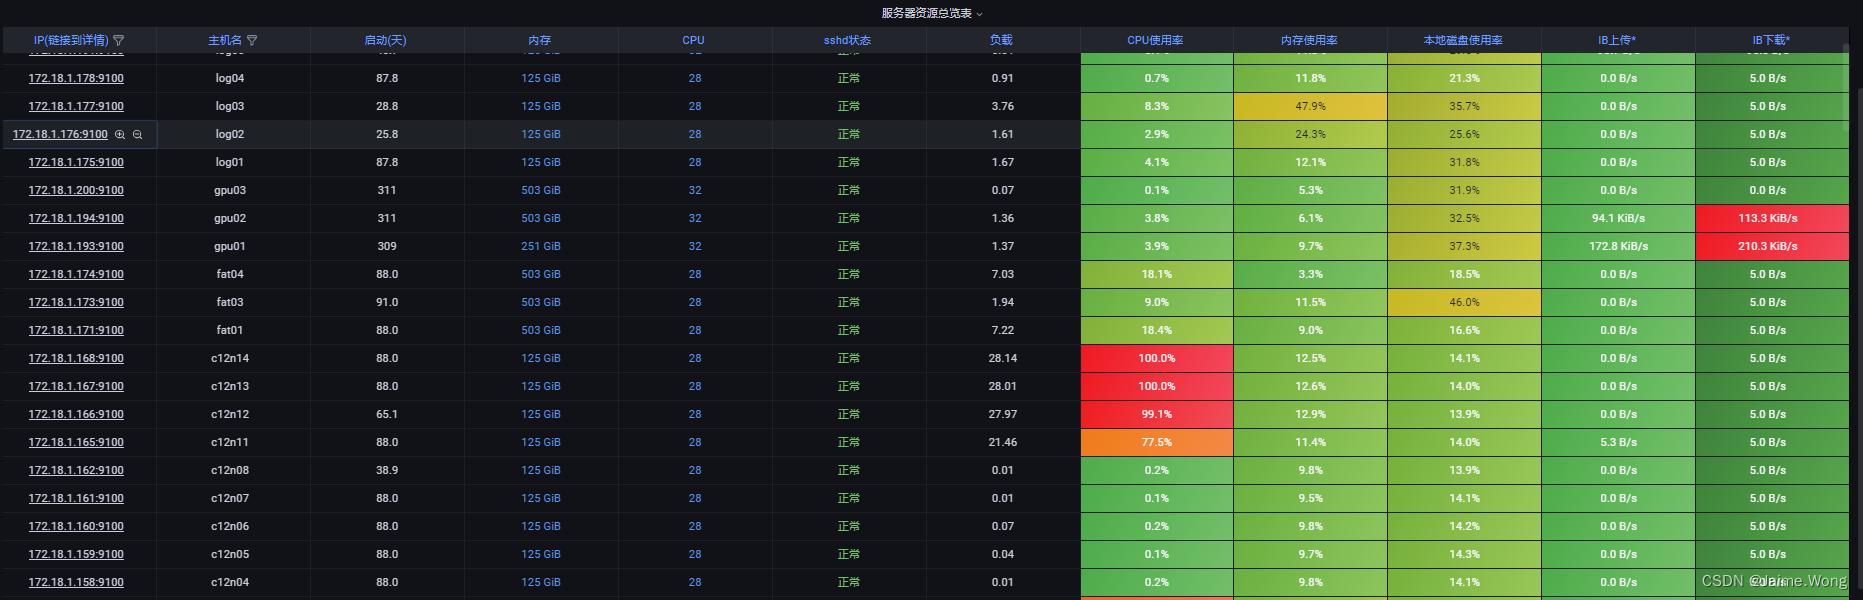 服务器资源总览表
IP(链接到详情) 主机名 启动(天) 内存 CPU sshd状态 负载 CPU使用率 内存使用率 本地磁盘使用率 IB上传* IB下载*
172.18.1.178:9100 log04 87.8 125 GiB 28 正常 0.91 0.7% 11.8% 21.3% 0.0 B/s 5.0 B/s
172.18.1.177:9100 log03 28.8 125 GiB 28 正常 3.76 8.3% 47.9% 35.7% 0.0 B/s 5.0 B/s
172.18.1.176:9100 log02 25.8 125 GiB 28 正常 1.61 2.9% 24.3% 25.6% 0.0 B/s 5.0 B/s
172.18.1.175:9100 log01 87.8 125 GiB 28 正常 1.67 4.1% 12.1% 31.8% 0.0 B/s 5.0 B/s
172.18.1.200:9100 gpu03 311 503 GiB 32 正常 0.07 0.1% 5.3% 31.9% 0.0 B/s 0.0 B/s
172.18.1.194:9100 gpu02 311 503 GiB 32 正常 1.36 3.8% 6.1% 32.5% 94.1 KiB/s 113.3 KiB/s
172.18.1.193:9100 gpu01 309 251 GiB 32 正常 1.37 3.9% 9.7% 37.3% 172.8 KiB/s 210.3 KiB/s
172.18.1.174:9100 fat04 88.0 503 GiB 28 正常 7.03 18.1% 3.3% 18.5% 0.0 B/s 5.0 B/s
172.18.1.173:9100 fat03 91.0 503 GiB 28 正常 1.94 9.0% 11.5% 46.0% 0.0 B/s 5.0 B/s
172.18.1.171:9100 fat01 88.0 503 GiB 28 正常 7.22 18.4% 9.0% 16.6% 0.0 B/s 5.0 B/s
172.18.1.168:9100 c12n14 88.0 125 GiB 28 正常 28.14 100.0% 12.5% 14.1% 0.0 B/s 5.0 B/s
172.18.1.167:9100 c12n13 88.0 125 GiB 28 正常 28.01 100.0% 12.6% 14.0% 0.0 B/s 5.0 B/s
172.18.1.166:9100 c12n12 65.1 125 GiB 28 正常 27.97 99.1% 12.9% 13.9% 0.0 B/s 5.0 B/s
172.18.1.165:9100 c12n11 88.0 125 GiB 28 正常 21.46 77.5% 11.4% 14.0% 5.3 B/s 5.0 B/s
172.18.1.162:9100 c12n08 38.9 125 GiB 28 正常 0.01 0.2% 9.8% 13.9% 0.0 B/s 5.0 B/s
172.18.1.161:9100 c12n07 88.0 125 GiB 28 正常 0.01 0.1% 9.5% 14.1% 0.0 B/s 5.0 B/s
172.18.1.160:9100 c12n06 88.0 125 GiB 28 正常 0.07 0.2% 9.8% 14.2% 0.0 B/s 5.0 B/s
172.18.1.159:9100 c12n05 88.0 125 GiB 28 正常 0.04 0.1% 9.7% 14.3% 0.0 B/s 5.0 B/s
172.18.1.158:9100 c12n04 88.0 125 GiB 28 正常 0.01 0.2% 9.8% 14.1% 0.0 B/s
CSDN @Jaime.Wong